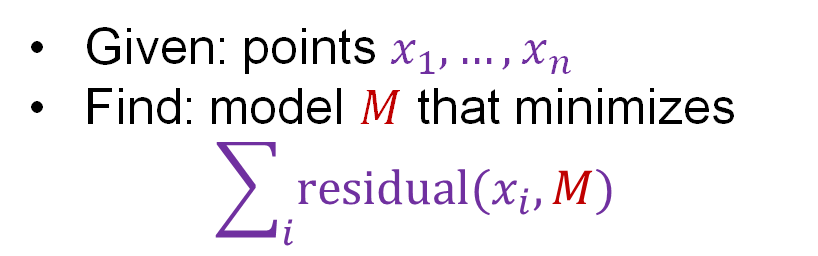 • Given: points x₁, ..., xₙ
• Find: model M that minimizes
∑ᵢ residual(xᵢ, M)